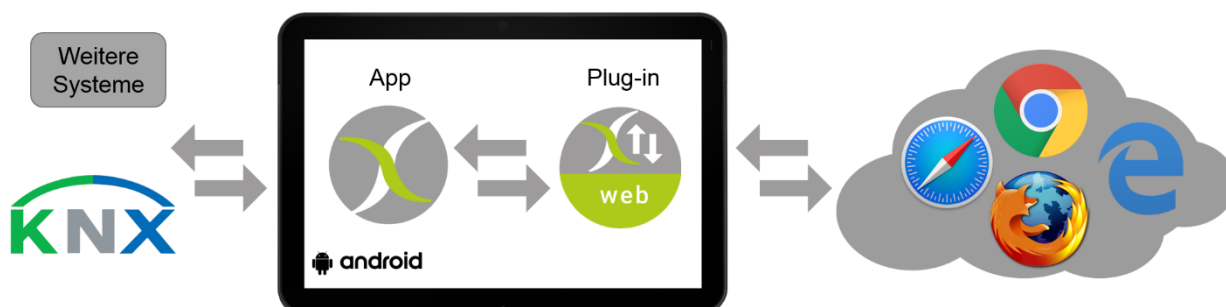 Weitere
Systeme
KNX
App
Plug-in
web
android